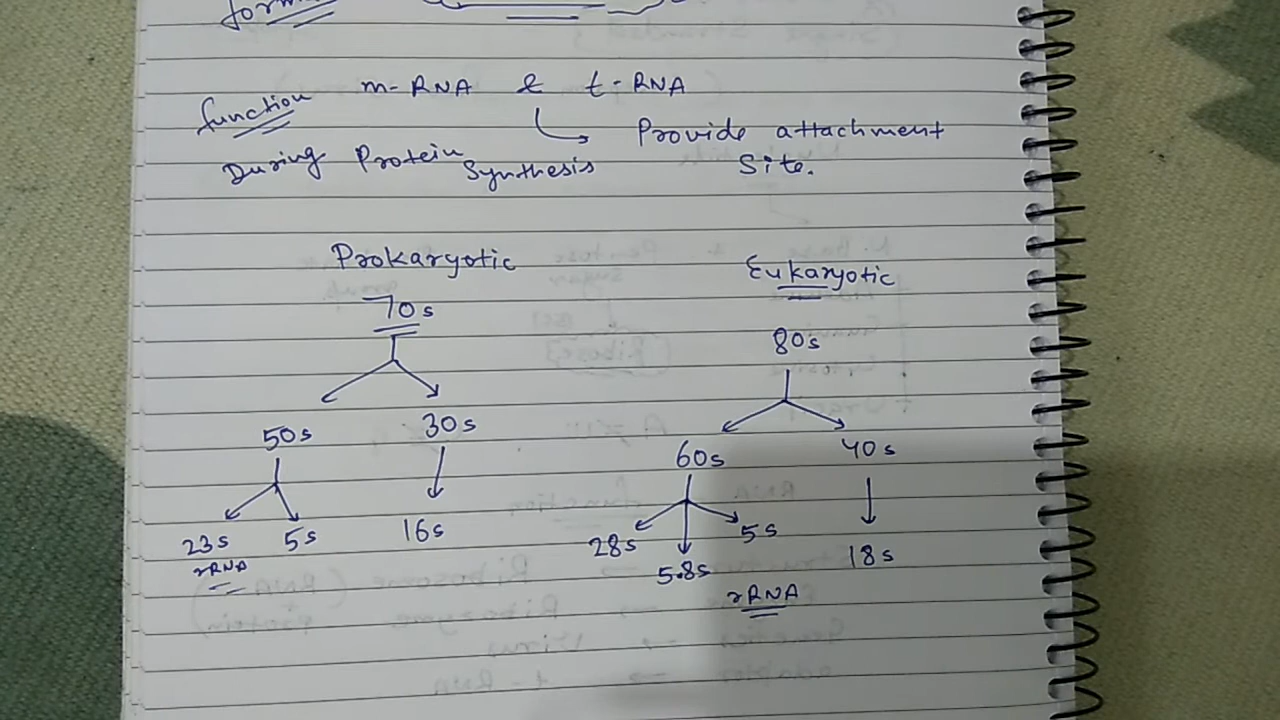 function m-RNA & t-RNA
Provide attachment
During Protein Synthesis Site.
Prokaryotic Eukaryotic
70s 80s
50s 30s 60s 40s
23s 5s 16s 28s 5.8s 5s 18s
rRNA rRNA